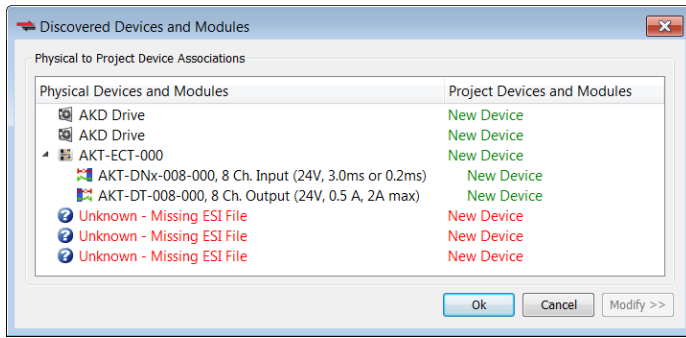 Discovered Devices and Modules
Physical to Project Device Associations
Physical Devices and Modules Project Devices and Modules
AKD Drive New Device
AKD Drive New Device
AKT-ECT-000 New Device
AKT-DNx-008-000, 8 Ch. Input (24V, 3.0ms or 0.2ms) New Device
AKT-DT-008-000, 8 Ch. Output (24V, 0.5 A, 2A max) New Device
Unknown - Missing ESI File New Device
Unknown - Missing ESI File New Device
Unknown - Missing ESI File New Device
Ok Cancel Modify >>